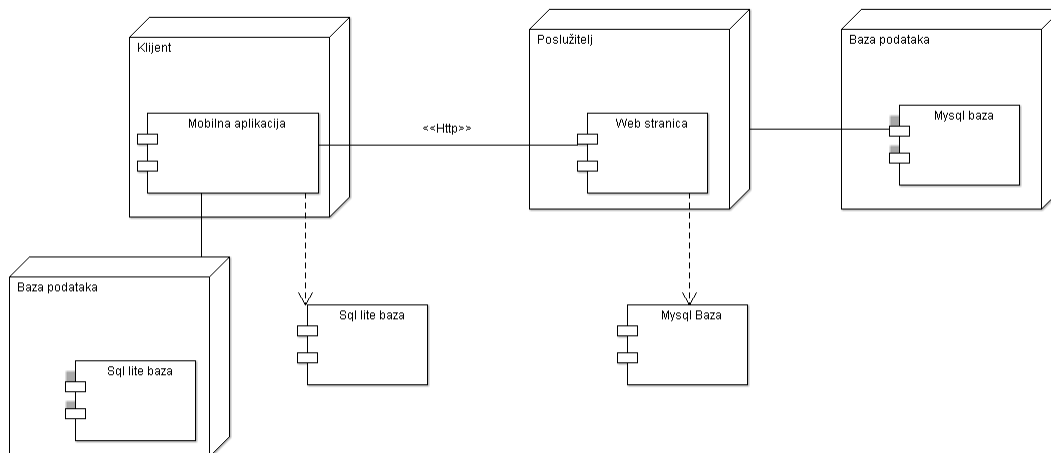 Klijent
Poslužitelj
Baza podataka
Mobilna aplikacija
<<Http>>
Web stranica
Mysql baza
Baza podataka
Sql lite baza
Mysql Baza
Sql lite baza